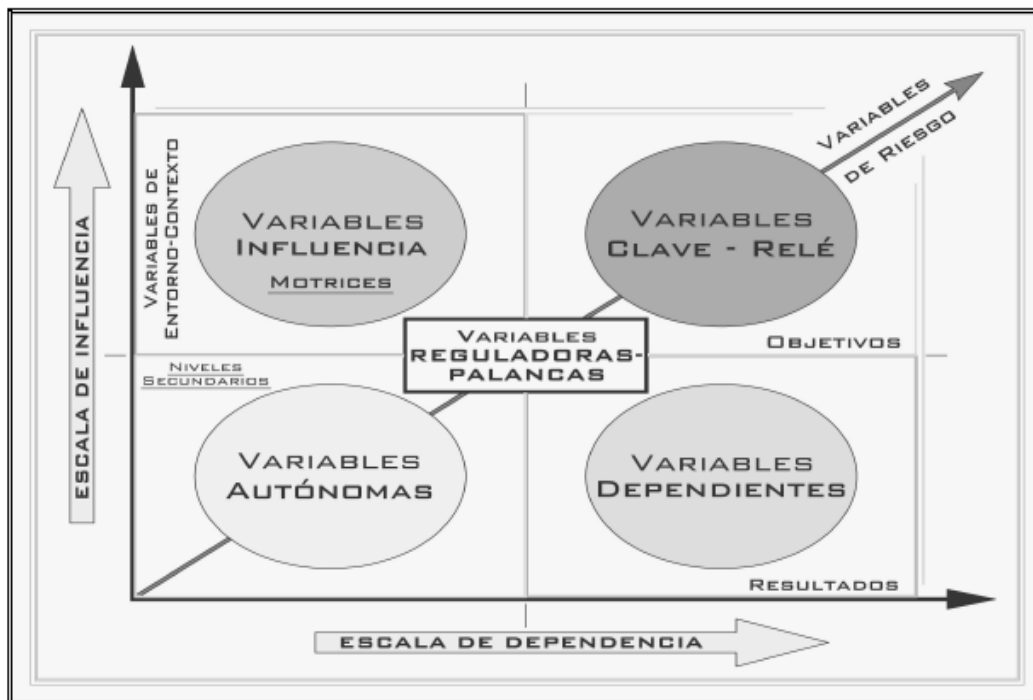 ESCALA DE INFLUENCIA
VARIABLES DE
ENTORNO-CONTEXTO
VARIABLES
INFLUENCIA
MOTRICES
VARIABLES
CLAVE - RELÉ
VARIABLES
DE RIESGO
OBJETIVOS
VARIABLES
REGULADORAS-
PALANCAS
NIVELES
SECUNDARIOS
VARIABLES
AUTÓNOMAS
VARIABLES
DEPENDIENTES
RESULTADOS
ESCALA DE DEPENDENCIA